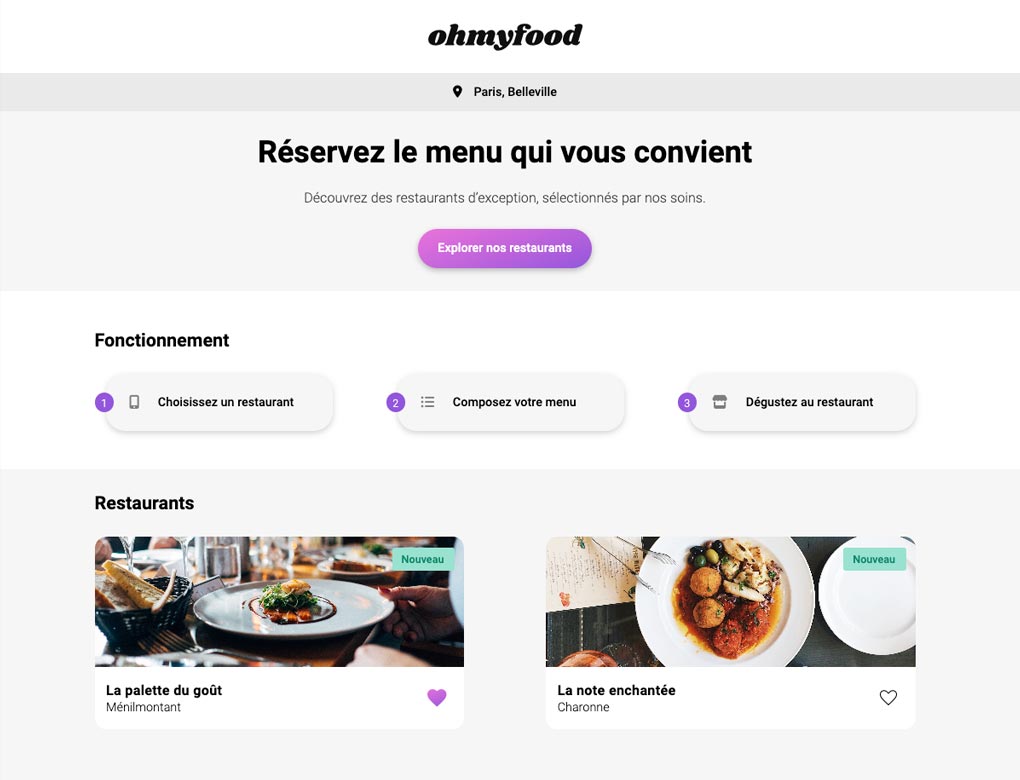 ohmyfood
Paris, Belleville
Réservez le menu qui vous convient
Découvrez des restaurants d'exception, sélectionnés par nos soins.
Explorer nos restaurants
Fonctionnement
1 Choisissez un restaurant
2 Composez votre menu
3 Dégustez au restaurant
Restaurants
Nouveau
La palette du goût
Ménilmontant
Nouveau
La note enchantée
Charonne